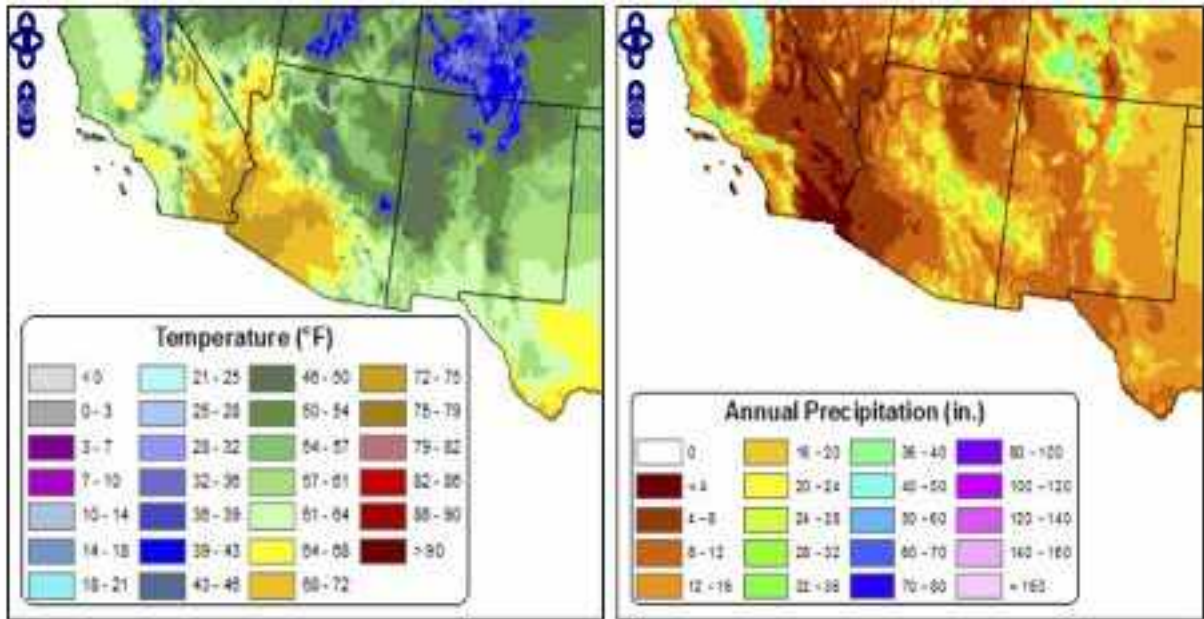 Temperature (°F)
< 0 21 - 25 46 - 50 72 - 75
0 - 3 25 - 28 50 - 54 75 - 79
3 - 7 28 - 32 54 - 57 79 - 82
7 - 10 32 - 36 57 - 61 82 - 86
10 - 14 36 - 39 61 - 64 86 - 90
14 - 18 39 - 43 64 - 68 > 90
18 - 21 43 - 46 68 - 72
Annual Precipitation (in.)
0 16 - 20 36 - 40 80 - 100
< 4 20 - 24 40 - 50 100 - 120
4 - 8 24 - 28 50 - 60 120 - 140
8 - 12 28 - 32 60 - 70 140 - 160
12 - 16 32 - 36 70 - 80 > 160